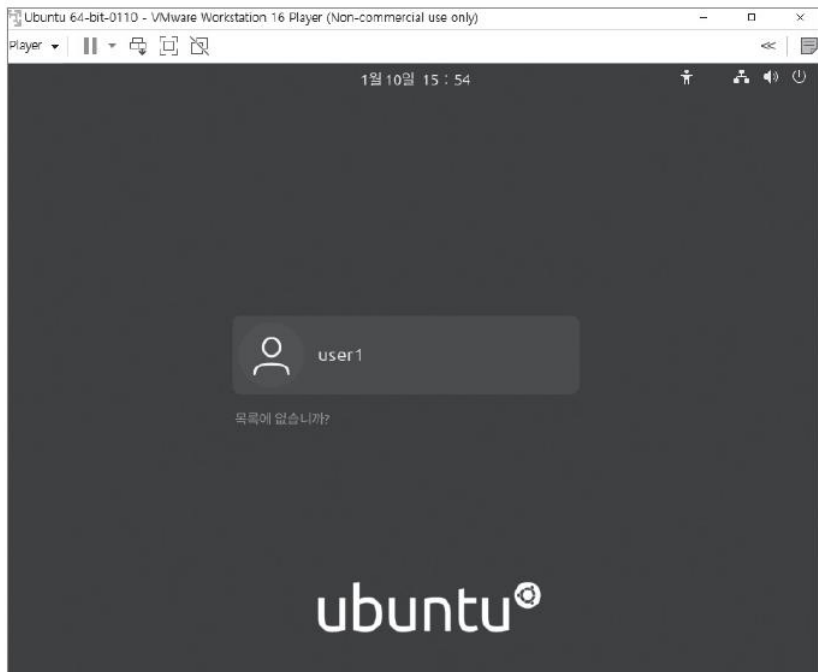 Ubuntu 64-bit-0110 - VMware Workstation 16 Player (Non-commercial use only)
Player
1월 10일 15 : 54
user1
목록에 없습니까?
ubuntu